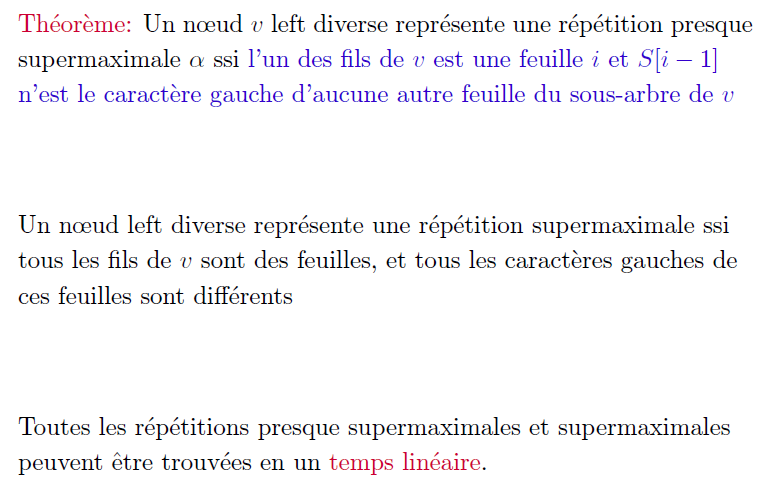 Théorème: Un nœud v left diverse représente une répétition presque
supermaximale α ssi l'un des fils de v est une feuille i et S[i − 1]
n'est le caractère gauche d'aucune autre feuille du sous-arbre de v
Un nœud left diverse représente une répétition supermaximale ssi
tous les fils de v sont des feuilles, et tous les caractères gauches de
ces feuilles sont différents
Toutes les répétitions presque supermaximales et supermaximales
peuvent être trouvées en un temps linéaire.